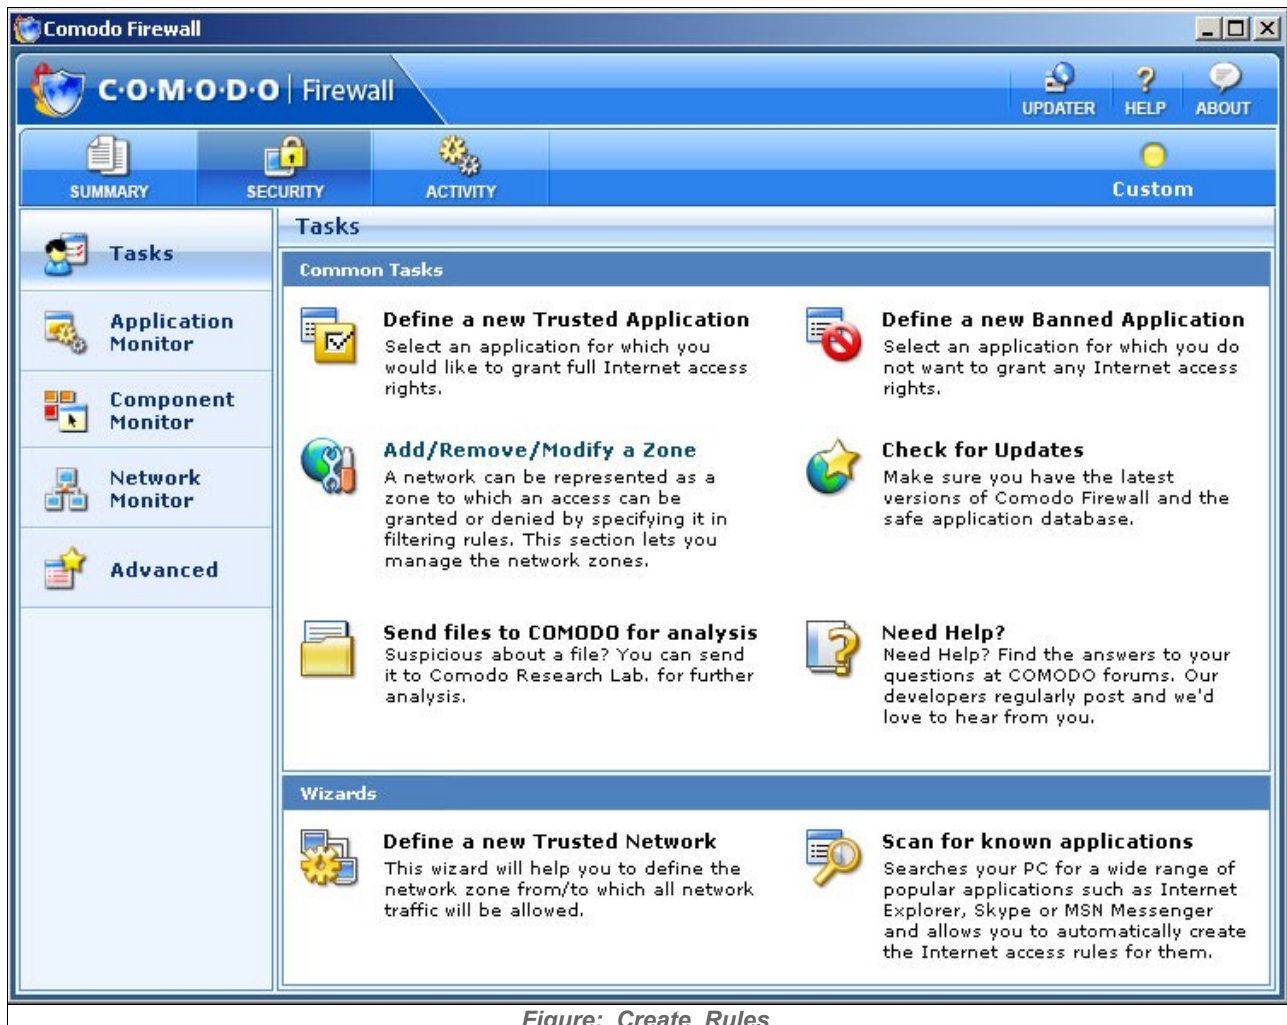 Comodo Firewall
C·O·M·O·D·O | Firewall
UPDATER
HELP
ABOUT
SUMMARY
SECURITY
ACTIVITY
Custom
Tasks
Application
Monitor
Component
Monitor
Network
Monitor
Advanced
Tasks
Common Tasks
Define a new Trusted Application
Select an application for which you
would like to grant full Internet access
rights.
Define a new Banned Application
Select an application for which you do
not want to grant any Internet access
rights.
Add/Remove/Modify a Zone
A network can be represented as a
zone to which an access can be
granted or denied by specifying it in
filtering rules. This section lets you
manage the network zones.
Check for Updates
Make sure you have the latest
versions of Comodo Firewall and the
safe application database.
Send files to COMODO for analysis
Suspicious about a file? You can send
it to Comodo Research Lab. for further
analysis.
Need Help?
Need Help? Find the answers to your
questions at COMODO forums. Our
developers regularly post and we'd
love to hear from you.
Wizards
Define a new Trusted Network
This wizard will help you to define the
network zone from/to which all network
traffic will be allowed.
Scan for known applications
Searches your PC for a wide range of
popular applications such as Internet
Explorer, Skype or MSN Messenger
and allows you to automatically create
the Internet access rules for them.
Figure: Create Rules